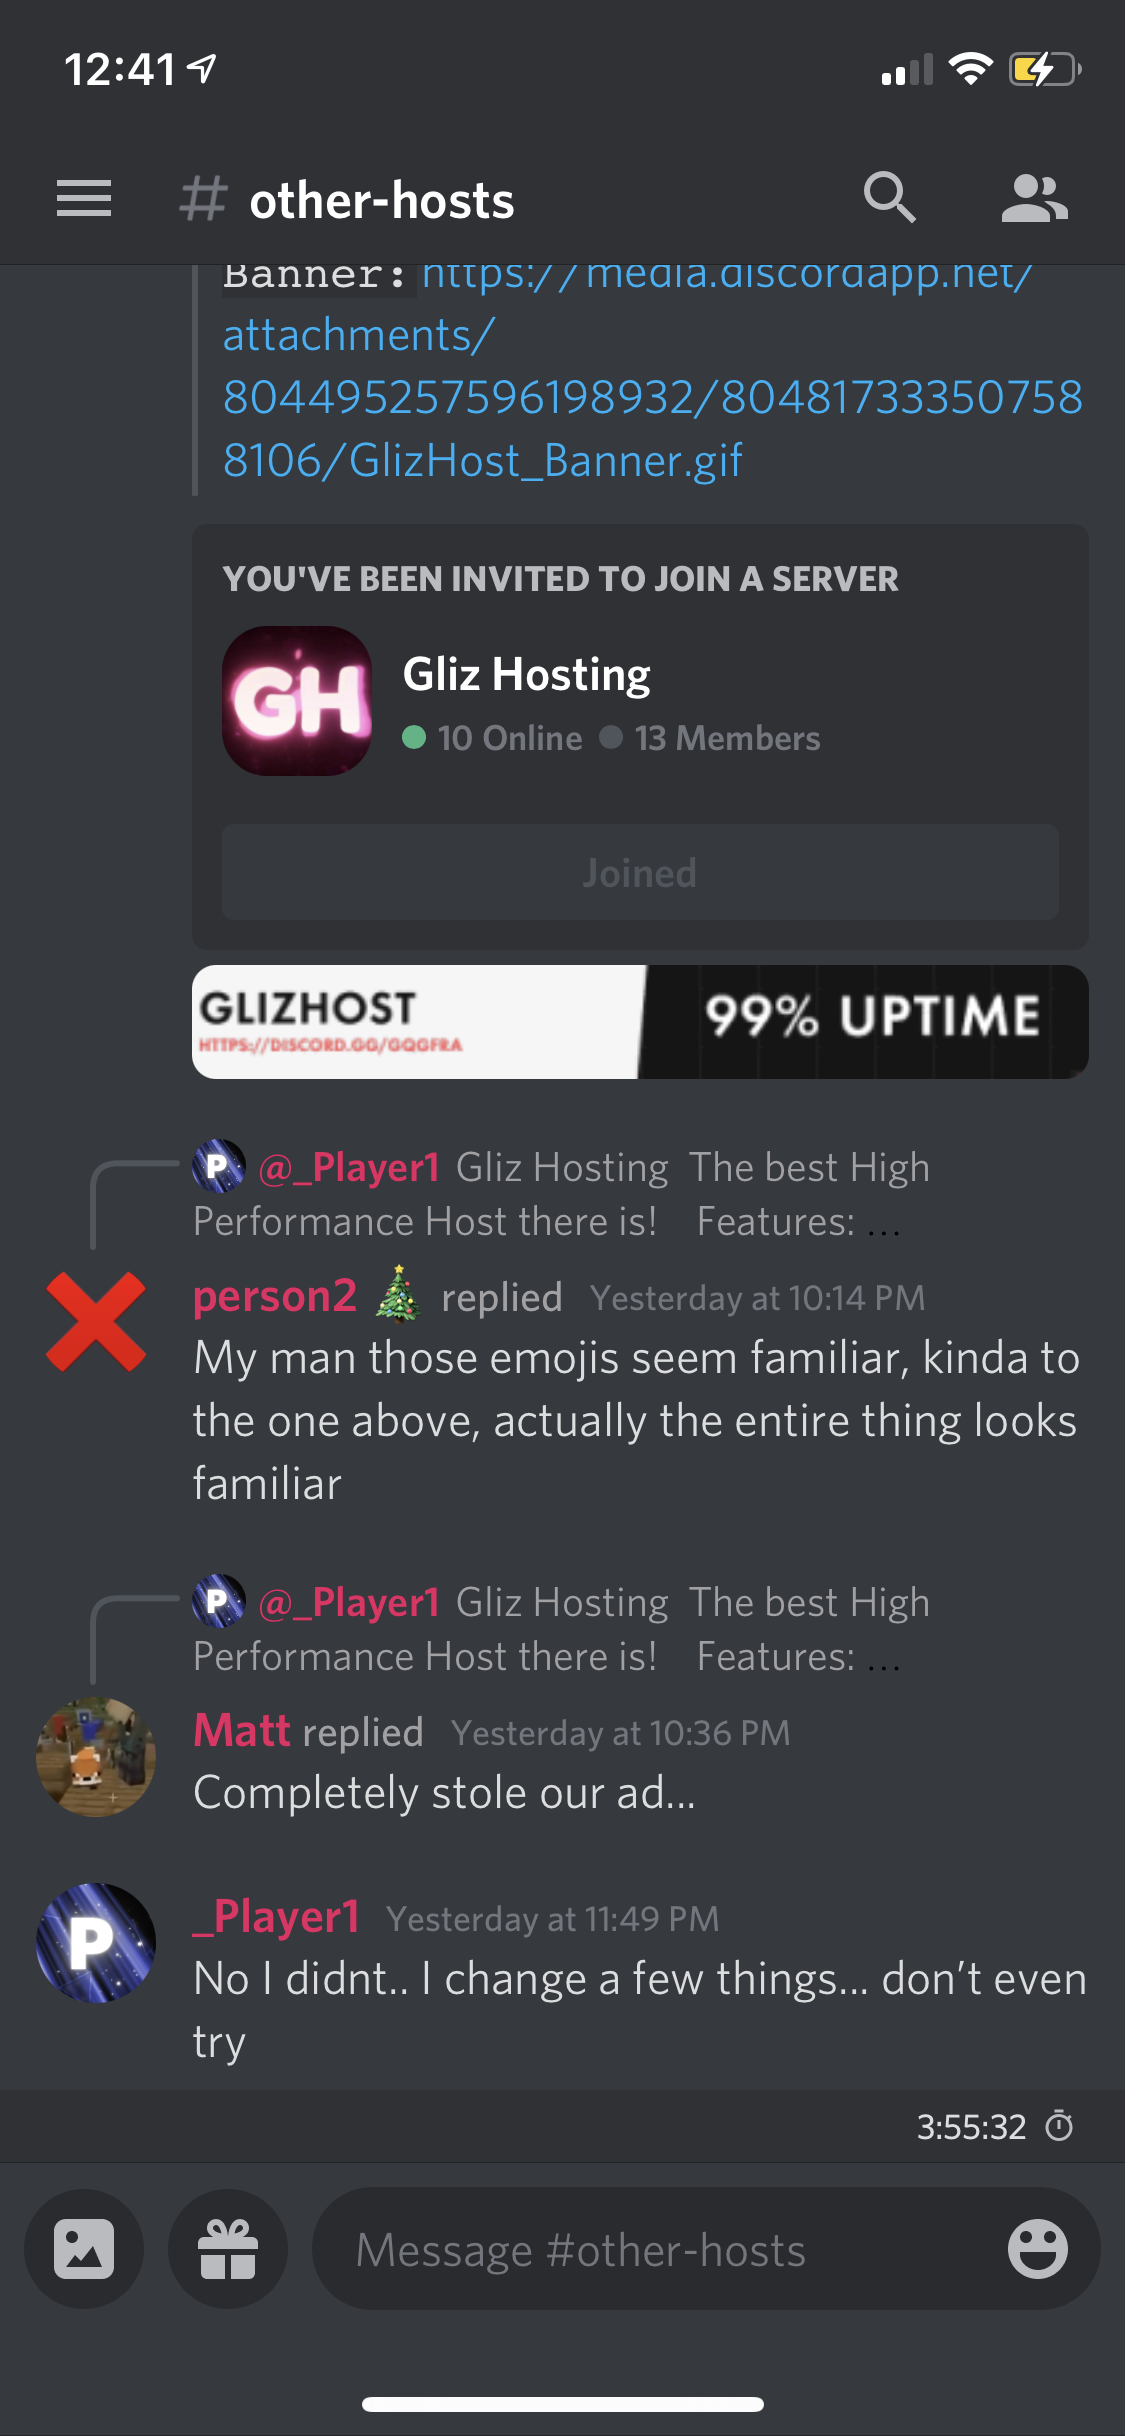 12:41
# other-hosts
Banner: https://media.discordapp.net/
attachments/
804495257596198932/80481733350758
8106/GlizHost_Banner.gif
YOU'VE BEEN INVITED TO JOIN A SERVER
GH
Gliz Hosting
10 Online 13 Members
Joined
GLIZHOST
HTTPS://DISCORD.GG/GQGFRA
99% UPTIME
P @_Player1 Gliz Hosting The best High
Performance Host there is! Features: ...
person2 🎄 replied Yesterday at 10:14 PM
My man those emojis seem familiar, kinda to
the one above, actually the entire thing looks
familiar
P @_Player1 Gliz Hosting The best High
Performance Host there is! Features: ...
Matt replied Yesterday at 10:36 PM
Completely stole our ad...
P
_Player1 Yesterday at 11:49 PM
No I didnt.. I change a few things... don't even
try
3:55:32
Message #other-hosts